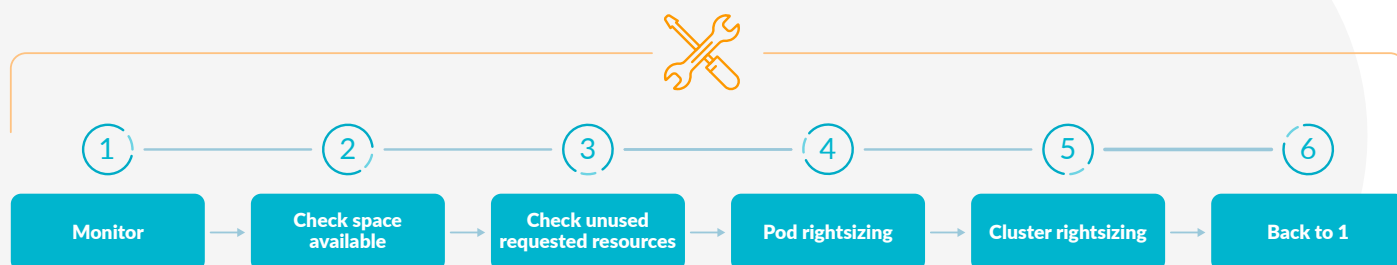 1
2
3
4
5
6
Monitor
Check space
available
Check unused
requested resources
Pod rightsizing
Cluster rightsizing
Back to 1